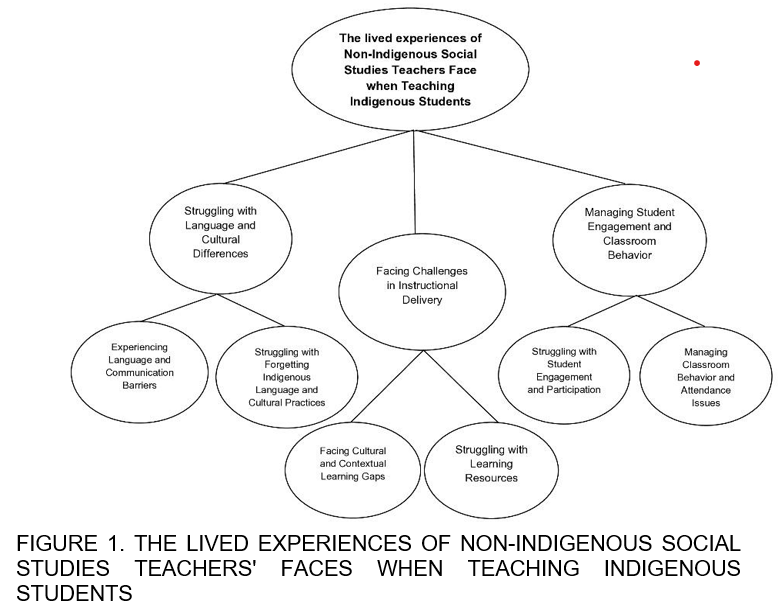 The lived experiences of
Non-Indigenous Social
Studies Teachers Face
when Teaching
Indigenous Students
Struggling with
Language and
Cultural
Differences
Facing Challenges
in Instructional
Delivery
Managing Student
Engagement and
Classroom
Behavior
Experiencing
Language and
Communication
Barriers
Struggling with
Forgetting
Indigenous
Language and
Cultural Practices
Facing Cultural
and Contextual
Learning Gaps
Struggling with
Learning
Resources
Struggling with
Student
Engagement
and Participation
Managing
Classroom
Behavior and
Attendance
Issues
FIGURE 1. THE LIVED EXPERIENCES OF NON-INDIGENOUS SOCIAL
STUDIES TEACHERS' FACES WHEN TEACHING INDIGENOUS
STUDENTS